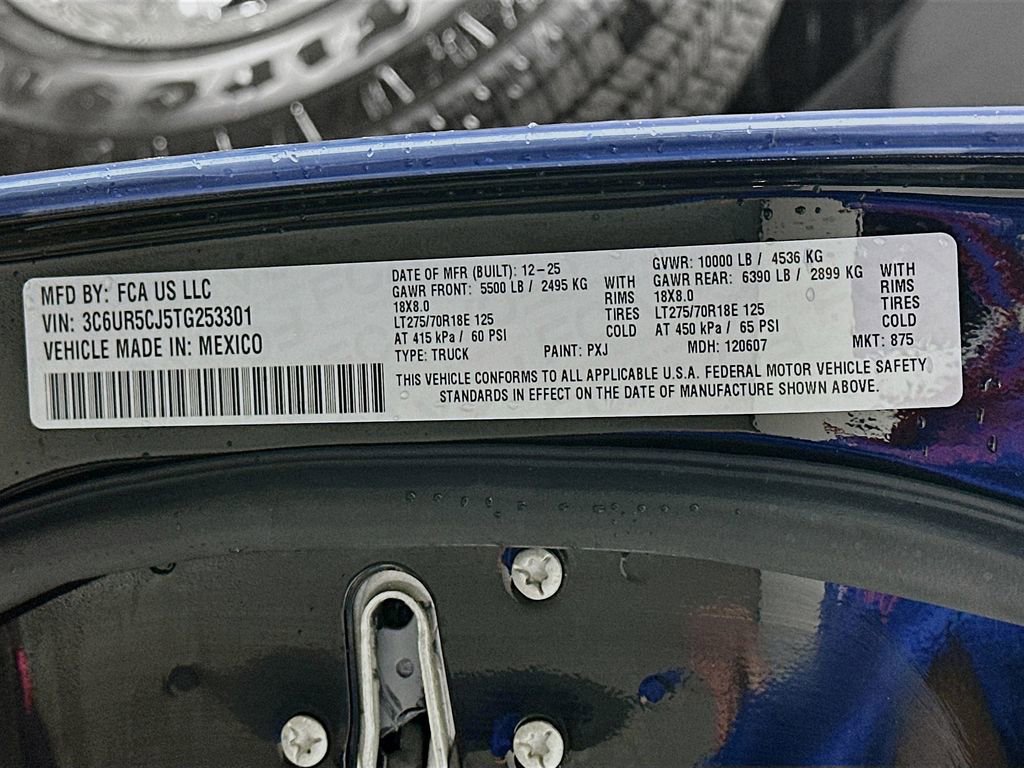 MFD BY: FCA US LLC
VIN: 3C6UR5CJ5TG253301
VEHICLE MADE IN: MEXICO
DATE OF MFR (BUILT): 12-25
GAWR FRONT: 5500 LB / 2495 KG
18X8.0
LT275/70R18E 125
AT 415 kPa / 60 PSI
WITH
RIMS
TIRES
COLD
GVWR: 10000 LB / 4536 KG
GAWR REAR: 6390 LB / 2899 KG
18X8.0
LT275/70R18E 125
AT 450 kPa / 65 PSI
WITH
RIMS
TIRES
COLD
TYPE: TRUCK PAINT: PXJ MDH: 120607 MKT: 875
THIS VEHICLE CONFORMS TO ALL APPLICABLE U.S.A. FEDERAL MOTOR VEHICLE SAFETY
STANDARDS IN EFFECT ON THE DATE OF MANUFACTURE SHOWN ABOVE.